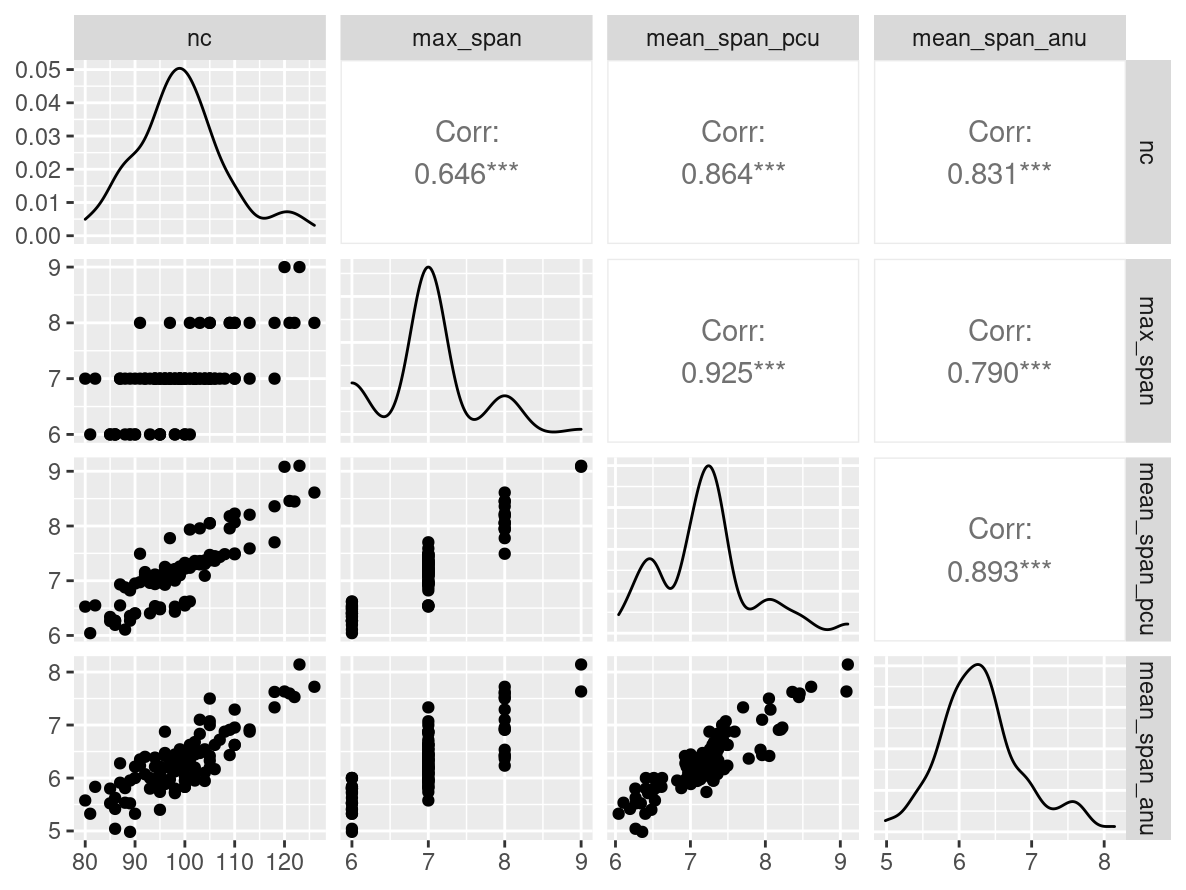 nc
max_span
mean_span_pcu
mean_span_anu
0.05
0.04
0.03
0.02
0.01
0.00
Corr:
0.646***
Corr:
0.864***
Corr:
0.831***
nc
9
8
7
6
Corr:
0.925***
Corr:
0.790***
max_span
9
8
7
6
Corr:
0.893***
mean_span_pcu
8
7
6
5
mean_span_anu
80 90 100 110 120
6 7 8 9
6 7 8 9
5 6 7 8